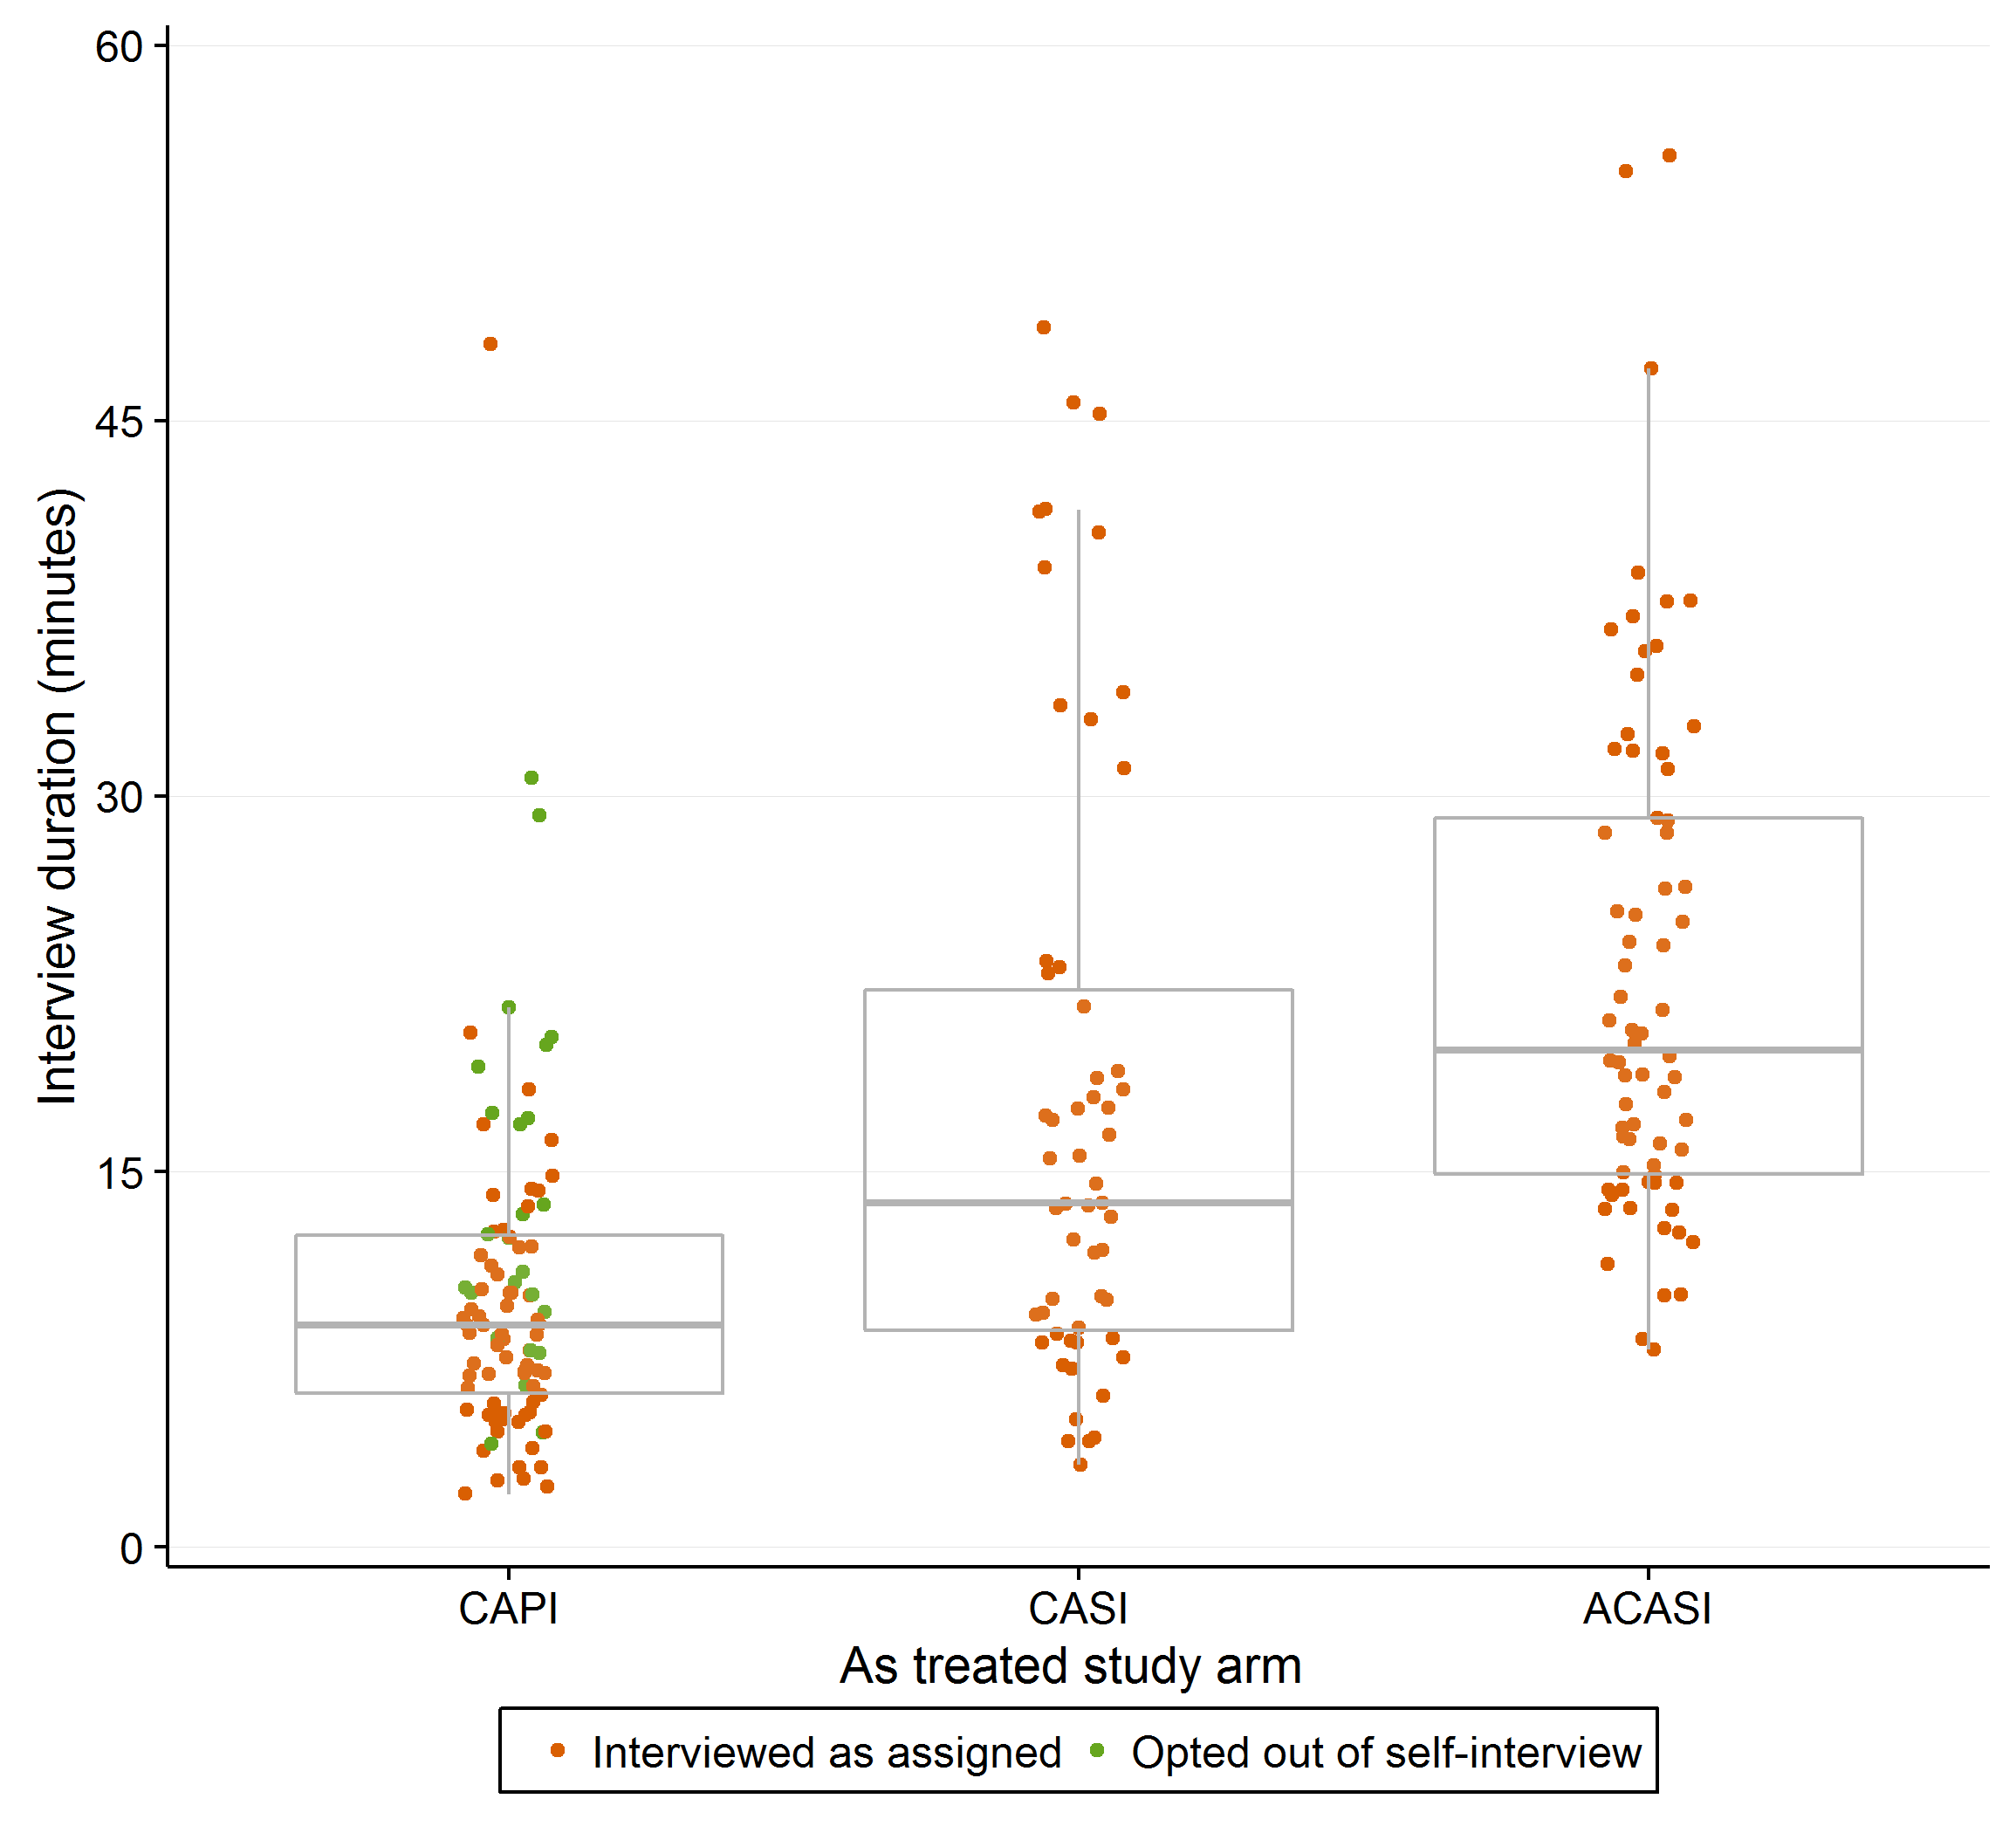 60
45
30
15
0
Interview duration (minutes)
CAPI CASI ACASI
As treated study arm
Interviewed as assigned Opted out of self-interview